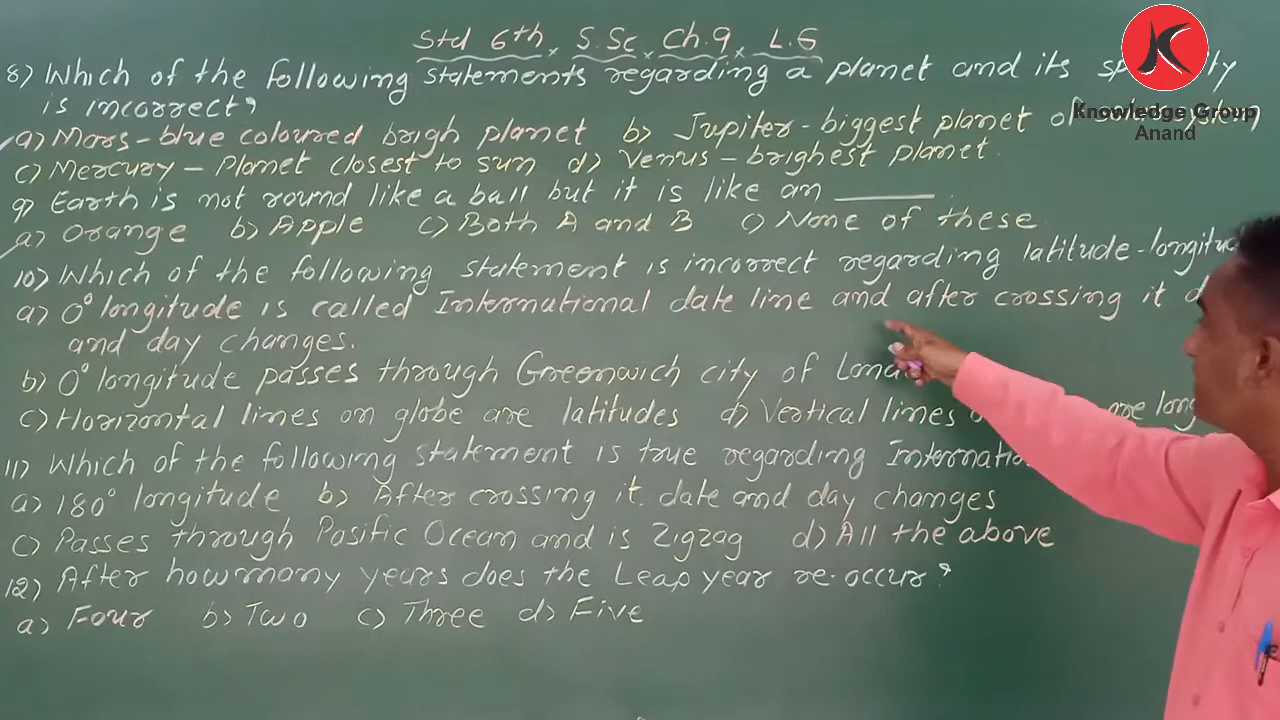 Std 6th, S.Sc, Ch.9, L.6
8) Which of the following statements regarding a planet and its
is incorrect?
a) Mars - blue coloured brigh planet b) Jupiter - biggest planet of
Knowledge Group
Anand
c) Mercury - Planet closest to sun d) Venus - brighest planet.
9) Earth is not round like a ball but it is like an ______.
a) Orange b) Apple c) Both A and B c) None of these
10) Which of the following statement is incorrect regarding latitude-
a) 0° longitude is called International date line and after crossing it
and day changes.
b) 0° longitude passes through Greenwich city of
c) Horizontal lines on globe are latitudes d) Vertical lines are
11) Which of the following statement is true regarding
a) 180° longitude b) After crossing it date and day changes
c) Passes through Pasific Ocean and is Zigzag d) All the above
12) After howmany years does the Leap year re-occur?
a) Four b) Two c) Three d) Five